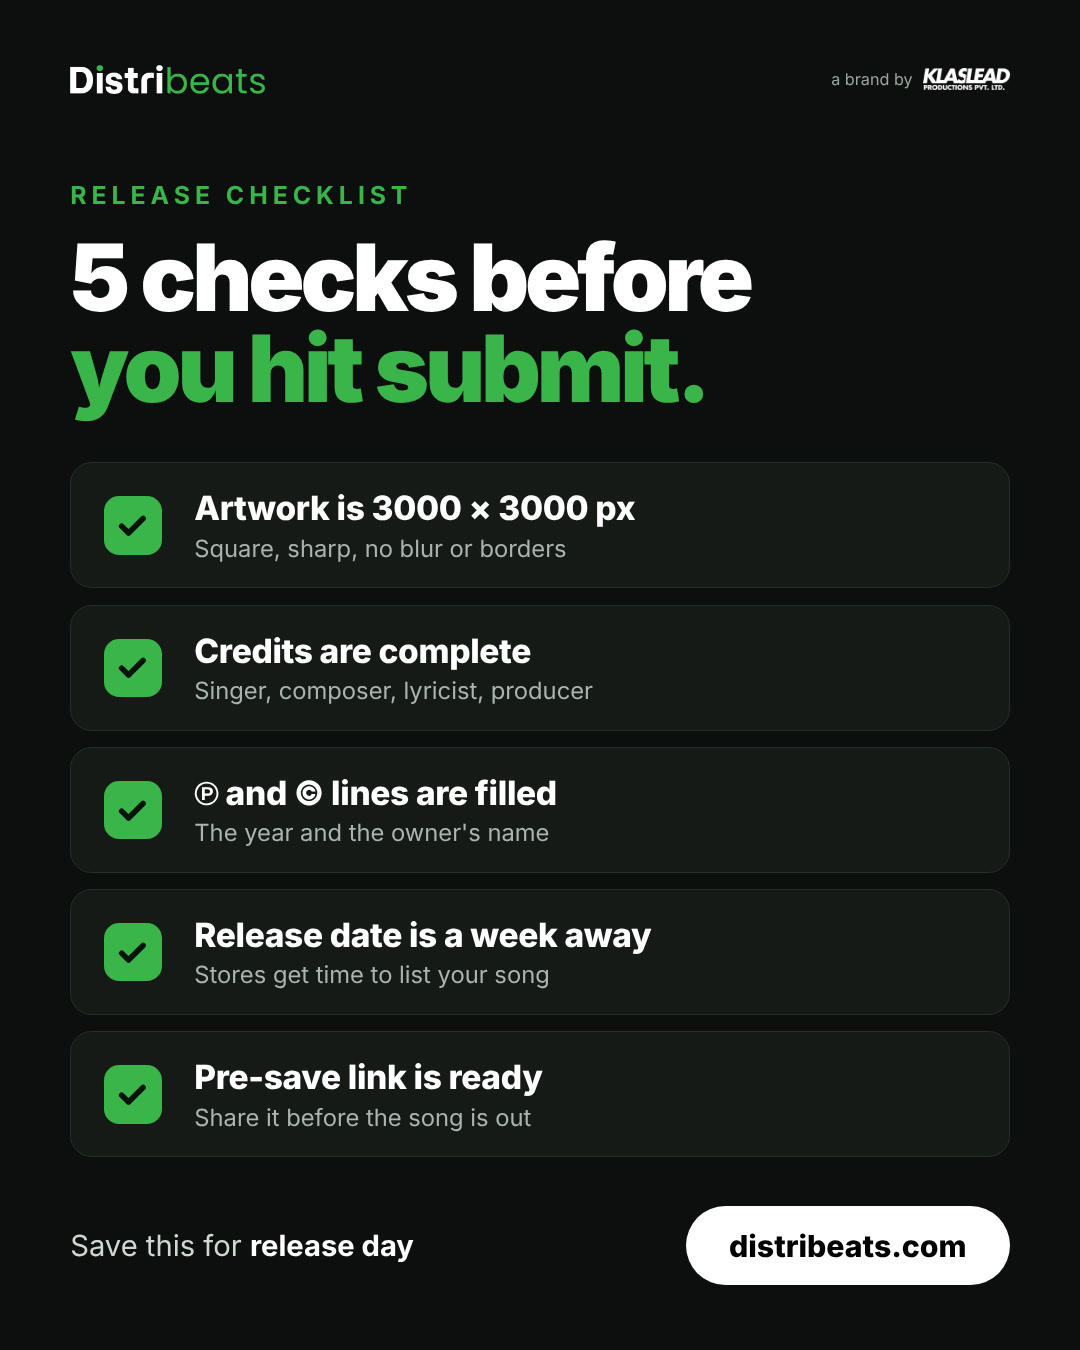 Distribeats
a brand by KLASLEAD
PRODUCTIONS PVT. LTD.
RELEASE CHECKLIST
5 checks before
you hit submit.
Artwork is 3000 × 3000 px
Square, sharp, no blur or borders
Credits are complete
Singer, composer, lyricist, producer
℗ and © lines are filled
The year and the owner's name
Release date is a week away
Stores get time to list your song
Pre-save link is ready
Share it before the song is out
Save this for release day
distribeats.com